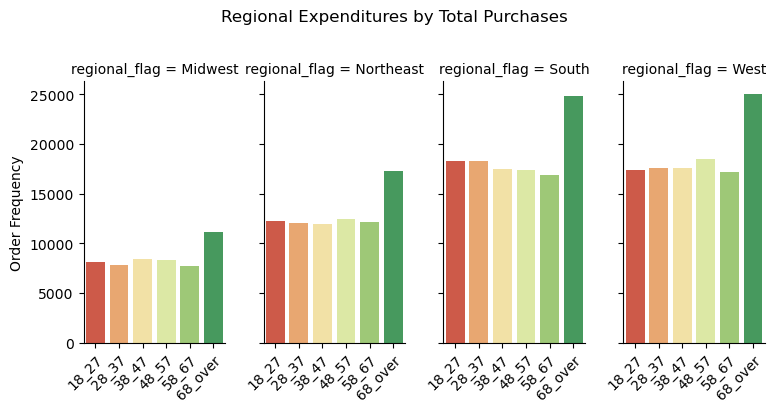 Regional Expenditures by Total Purchases
regional_flag = Midwest
regional_flag = Northeast
regional_flag = South
regional_flag = West
Order Frequency
25000
20000
15000
10000
5000
0
18_27
28_37
38_47
48_57
58_67
68_over
18_27
28_37
38_47
48_57
58_67
68_over
18_27
28_37
38_47
48_57
58_67
68_over
18_27
28_37
38_47
48_57
58_67
68_over